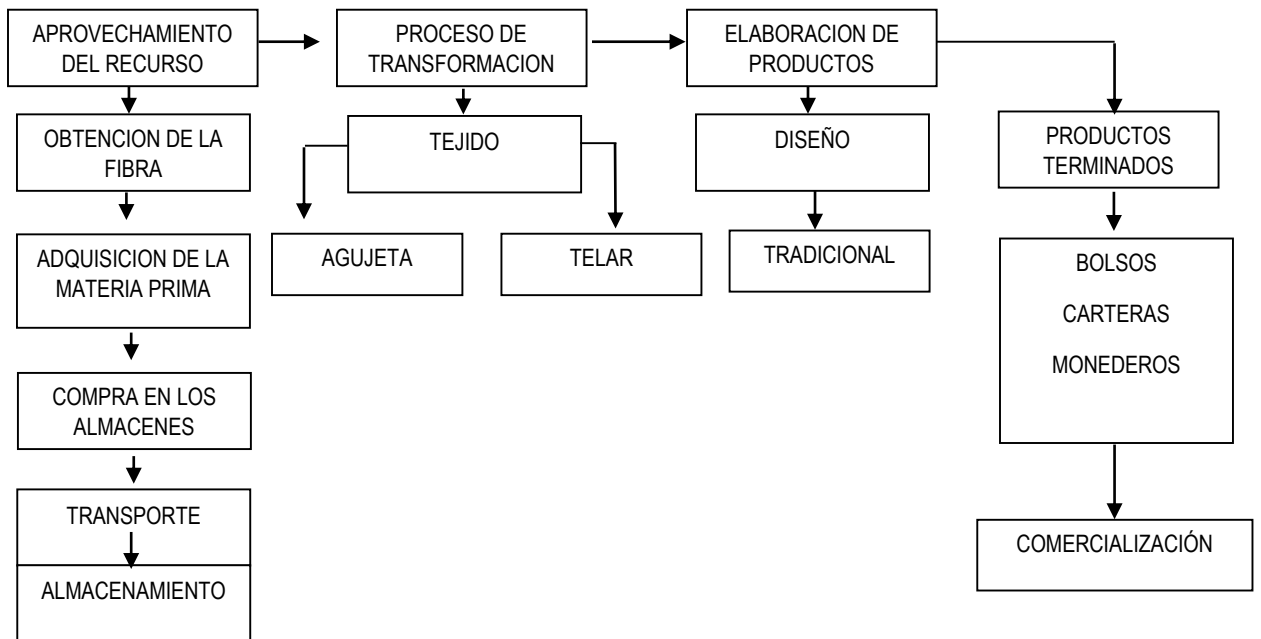 APROVECHAMIENTO
DEL RECURSO
PROCESO DE
TRANSFORMACION
ELABORACION DE
PRODUCTOS
OBTENCION DE LA
FIBRA
TEJIDO
DISEÑO
PRODUCTOS
TERMINADOS
ADQUISICION DE LA
MATERIA PRIMA
AGUJETA
TELAR
TRADICIONAL
BOLSOS
CARTERAS
MONEDEROS
COMPRA EN LOS
ALMACENES
TRANSPORTE
ALMACENAMIENTO
COMERCIALIZACIÓN